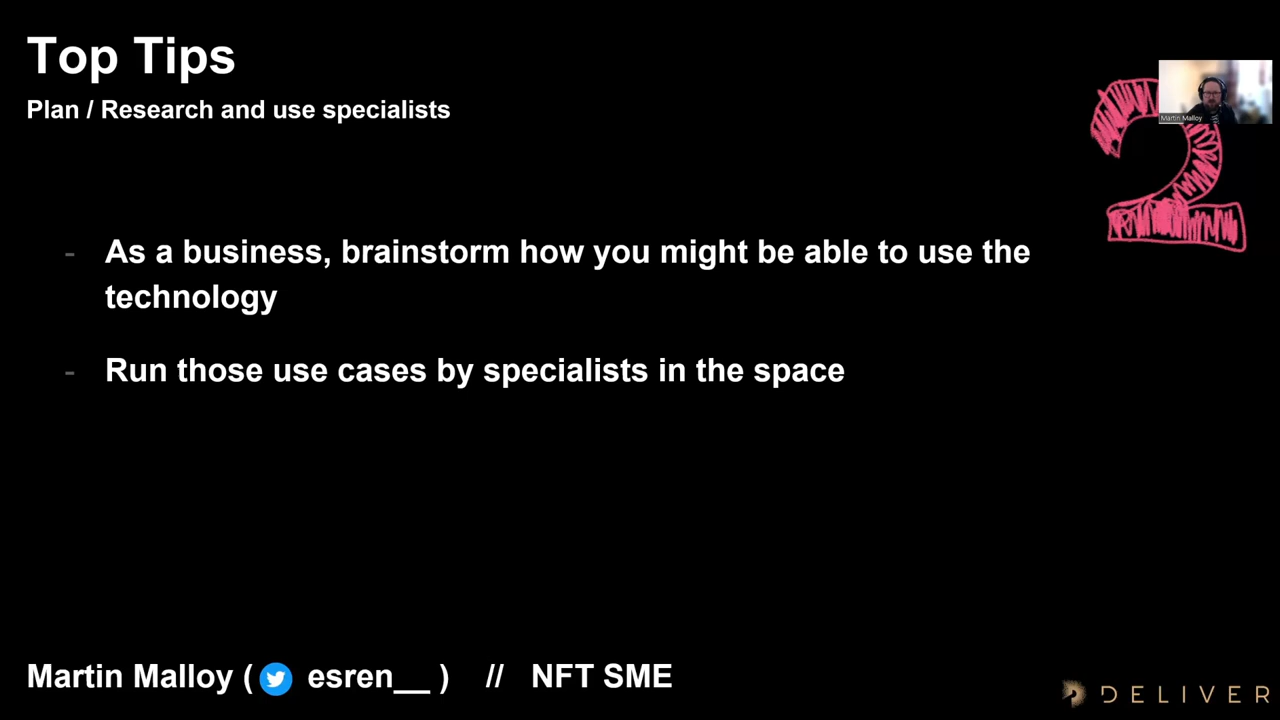 Top Tips
Plan / Research and use specialists
2
Martin Malloy
- As a business, brainstorm how you might be able to use the
technology
- Run those use cases by specialists in the space
Martin Malloy ( esren__ ) // NFT SME
DELIVER